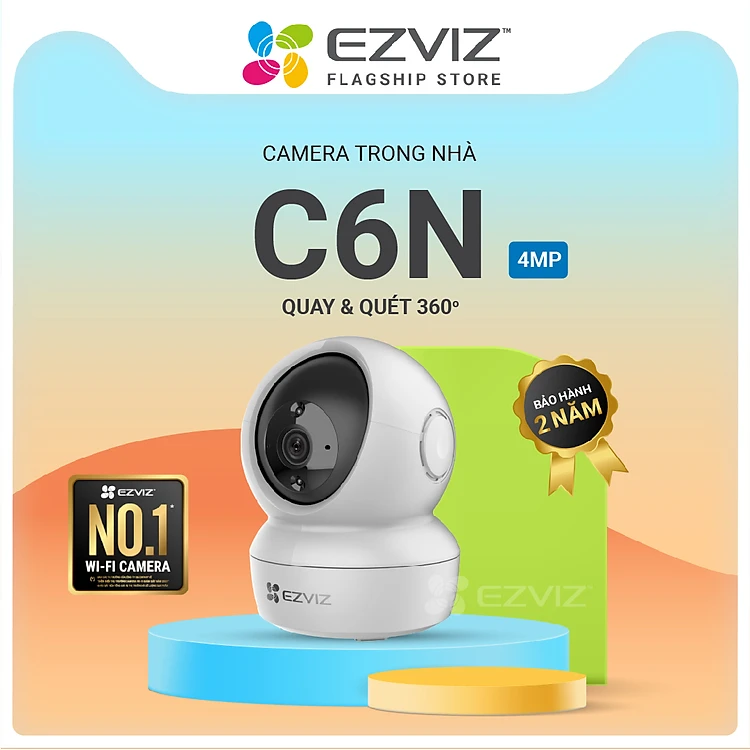 EZVIZ™
FLAGSHIP STORE
CAMERA TRONG NHÀ
C6N
4MP
QUAY & QUÉT 360º
BẢO HÀNH
2 NĂM
EZVIZ
NO.1*
WI-FI CAMERA
EZVIZ
EZVIZ